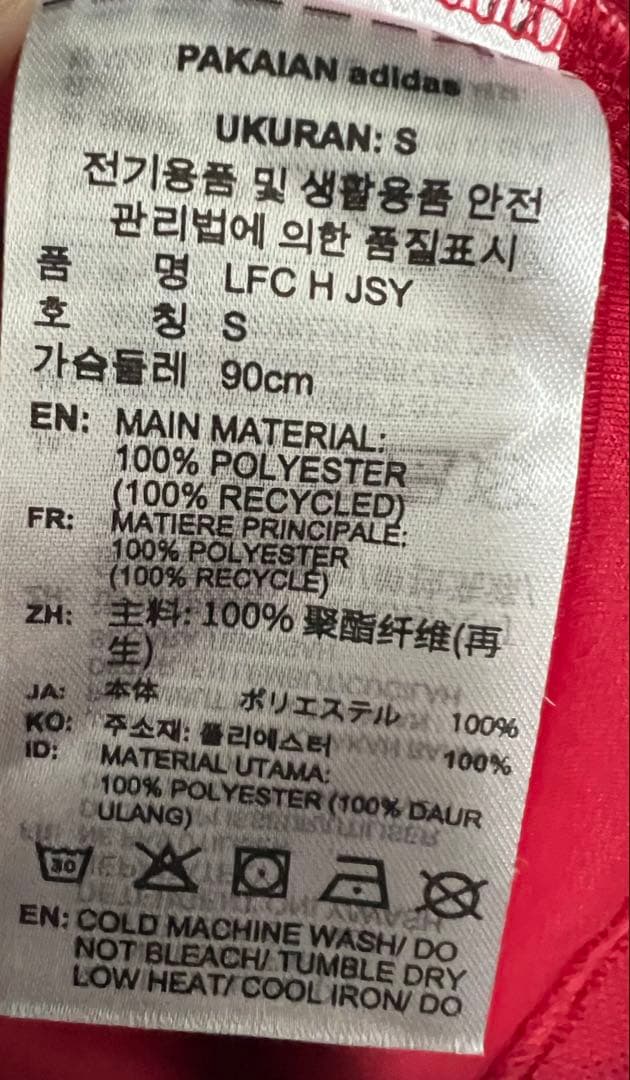 PAKAIAN adidas
UKURAN: S
전기용품 및 생활용품 안전
관리법에 의한 품질표시
품 명 LFC H JSY
호 칭 S
가슴둘레 90cm
EN: MAIN MATERIAL:
100% POLYESTER
(100% RECYCLED)
FR: MATIERE PRINCIPALE:
100% POLYESTER
(100% RECYCLÉ)
ZH: 主料: 100% 聚酯纤维(再
生)
JA: 本体 ポリエステル 100%
KO: 주소재: 폴리에스터 100%
ID: MATERIAL UTAMA:
100% POLYESTER (100% DAUR
ULANG)
30
EN: COLD MACHINE WASH/ DO
NOT BLEACH/ TUMBLE DRY
LOW HEAT/ COOL IRON/ DO